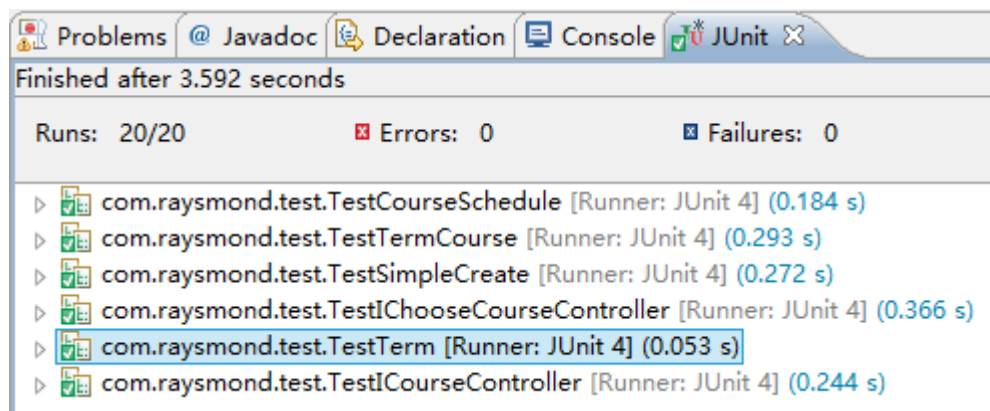 Problems @ Javadoc Declaration Console JUnit
Finished after 3.592 seconds
Runs: 20/20 Errors: 0 Failures: 0
com.raysmond.test.TestCourseSchedule [Runner: JUnit 4] (0.184 s)
com.raysmond.test.TestTermCourse [Runner: JUnit 4] (0.293 s)
com.raysmond.test.TestSimpleCreate [Runner: JUnit 4] (0.272 s)
com.raysmond.test.TestIChooseCourseController [Runner: JUnit 4] (0.366 s)
com.raysmond.test.TestTerm [Runner: JUnit 4] (0.053 s)
com.raysmond.test.TestICourseController [Runner: JUnit 4] (0.244 s)